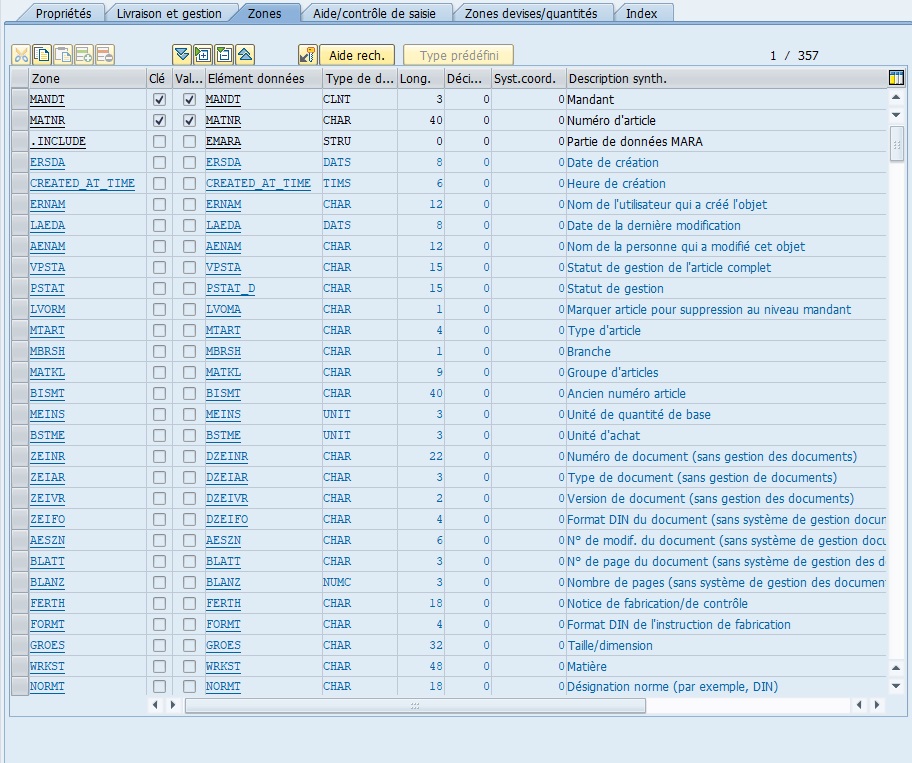 Propriétés Livraison et gestion Zones Aide/contrôle de saisie Zones devises/quantités Index
Aide rech. Type prédéfini 1 / 357
Zone Clé Val... Elément données Type de d... Long. Déci... Syst.coord. Description synth.
MANDT MANDT CLNT 3 0 0 Mandant
MATNR MATNR CHAR 40 0 0 Numéro d'article
.INCLUDE EMARA STRU 0 0 0 Partie de données MARA
ERSDA ERSDA DATS 8 0 0 Date de création
CREATED_AT_TIME CREATED_AT_TIME TIMS 6 0 0 Heure de création
ERNAM ERNAM CHAR 12 0 0 Nom de l'utilisateur qui a créé l'objet
LAEDA LAEDA DATS 8 0 0 Date de la dernière modification
AENAM AENAM CHAR 12 0 0 Nom de la personne qui a modifié cet objet
VPSTA VPSTA CHAR 15 0 0 Statut de gestion de l'article complet
PSTAT PSTAT_D CHAR 15 0 0 Statut de gestion
LVORM LVOMA CHAR 1 0 0 Marquer article pour suppression au niveau mandant
MTART MTART CHAR 4 0 0 Type d'article
MBRSH MBRSH CHAR 1 0 0 Branche
MATKL MATKL CHAR 9 0 0 Groupe d'articles
BISMT BISMT CHAR 40 0 0 Ancien numéro article
MEINS MEINS UNIT 3 0 0 Unité de quantité de base
BSTME BSTME UNIT 3 0 0 Unité d'achat
ZEINR DZEINR CHAR 22 0 0 Numéro de document (sans gestion des documents)
ZEIAR DZEIAR CHAR 3 0 0 Type de document (sans gestion des documents)
ZEIVR DZEIVR CHAR 2 0 0 Version de document (sans gestion des documents)
ZEIFO DZEIFO CHAR 4 0 0 Format DIN du document (sans système de gestion docur
AESZN AESZN CHAR 6 0 0 N° de modif. du document (sans système de gestion docu
BLATT BLATT CHAR 3 0 0 N° de page du document (sans système de gestion des d
BLANZ BLANZ NUMC 3 0 0 Nombre de pages (sans système de gestion des documen
FERTH FERTH CHAR 18 0 0 Notice de fabrication/de contrôle
FORMT FORMT CHAR 4 0 0 Format DIN de l'instruction de fabrication
GROES GROES CHAR 32 0 0 Taille/dimension
WRKST WRKST CHAR 48 0 0 Matière
NORMT NORMT CHAR 18 0 0 Désignation norme (par exemple, DIN)